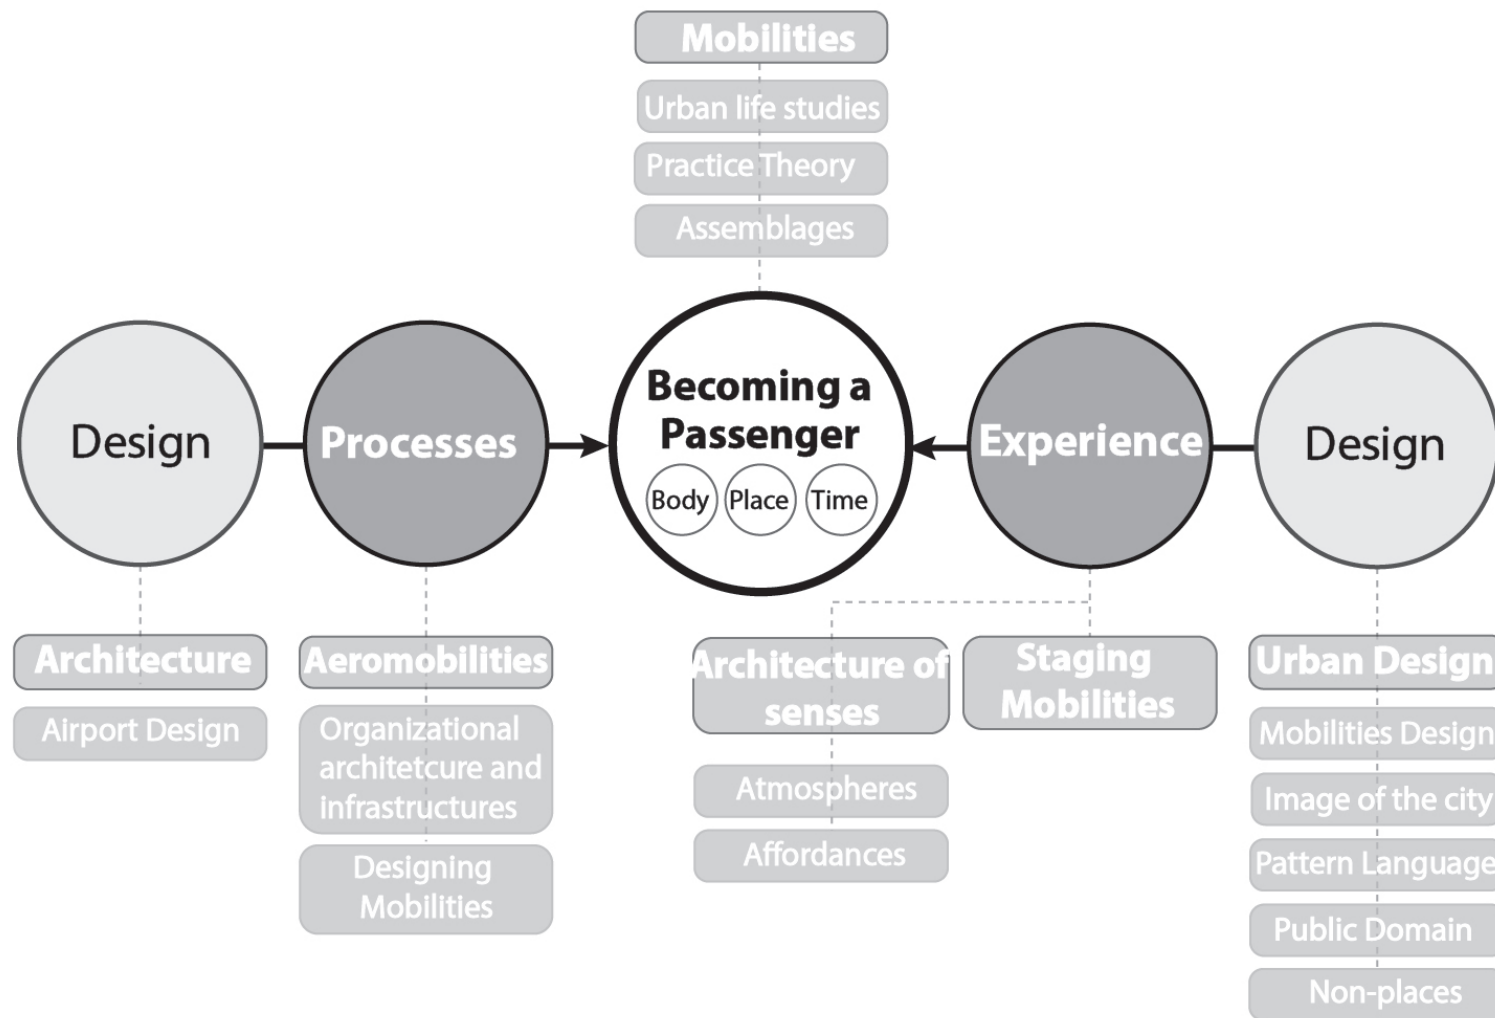 Mobilities
Urban life studies
Practice Theory
Assemblages
Design
Processes
Becoming a
Passenger
Body
Place
Time
Experience
Design
Architecture
Airport Design
Aeromobilities
Organizational
architetcure and
infrastructures
Designing
Mobilities
Architecture of
senses
Atmospheres
Affordances
Staging
Mobilities
Urban Design
Mobilities Design
Image of the city
Pattern Language
Public Domain
Non-places